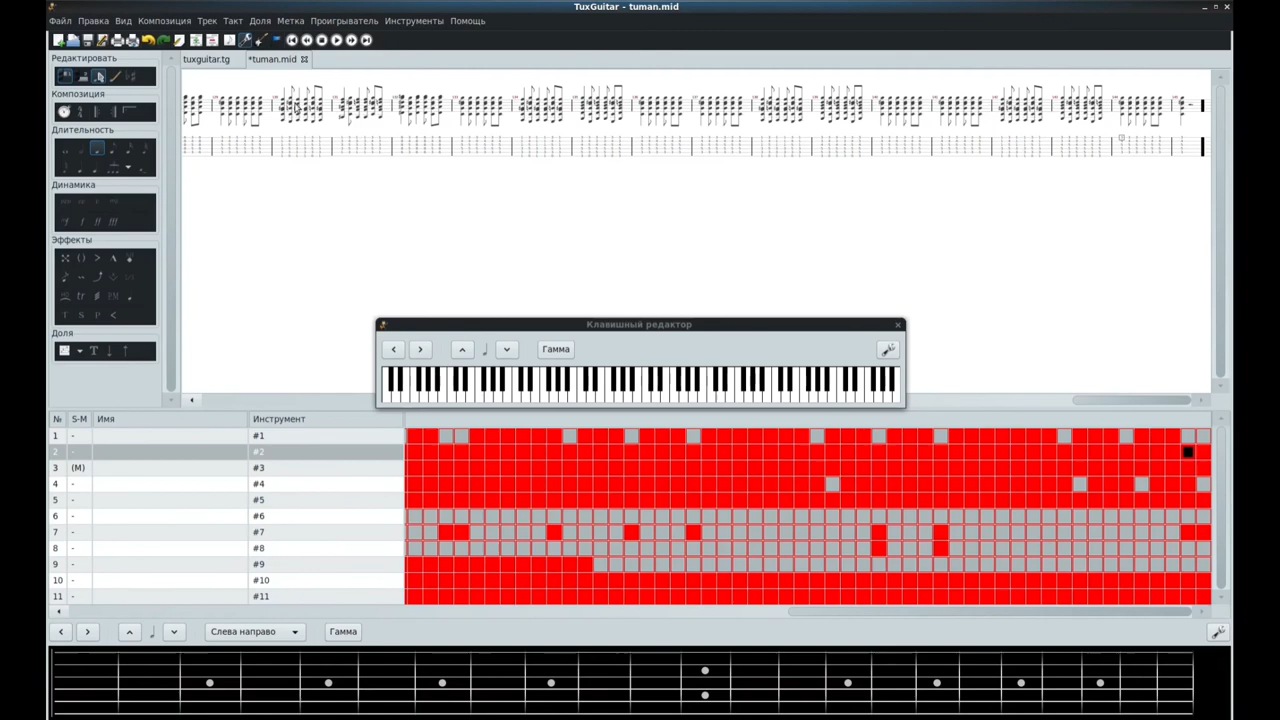 TuxGuitar - tuman.mid
Файл Правка Вид Композиция Трек Такт Доля Метка Проигрыватель Инструменты Помощь
Редактировать
tuxguitar.tg
*tuman.mid
Композиция
Длительность
Динамика
Эффекты
tr P.M
T S P
Доля
T
Клавишный редактор
Гамма
№ S-M Имя Инструмент
1 - #1
2 - #2
3 (M) #3
4 - #4
5 - #5
6 - #6
7 - #7
8 - #8
9 - #9
10 - #10
11 - #11
Слева направо
Гамма